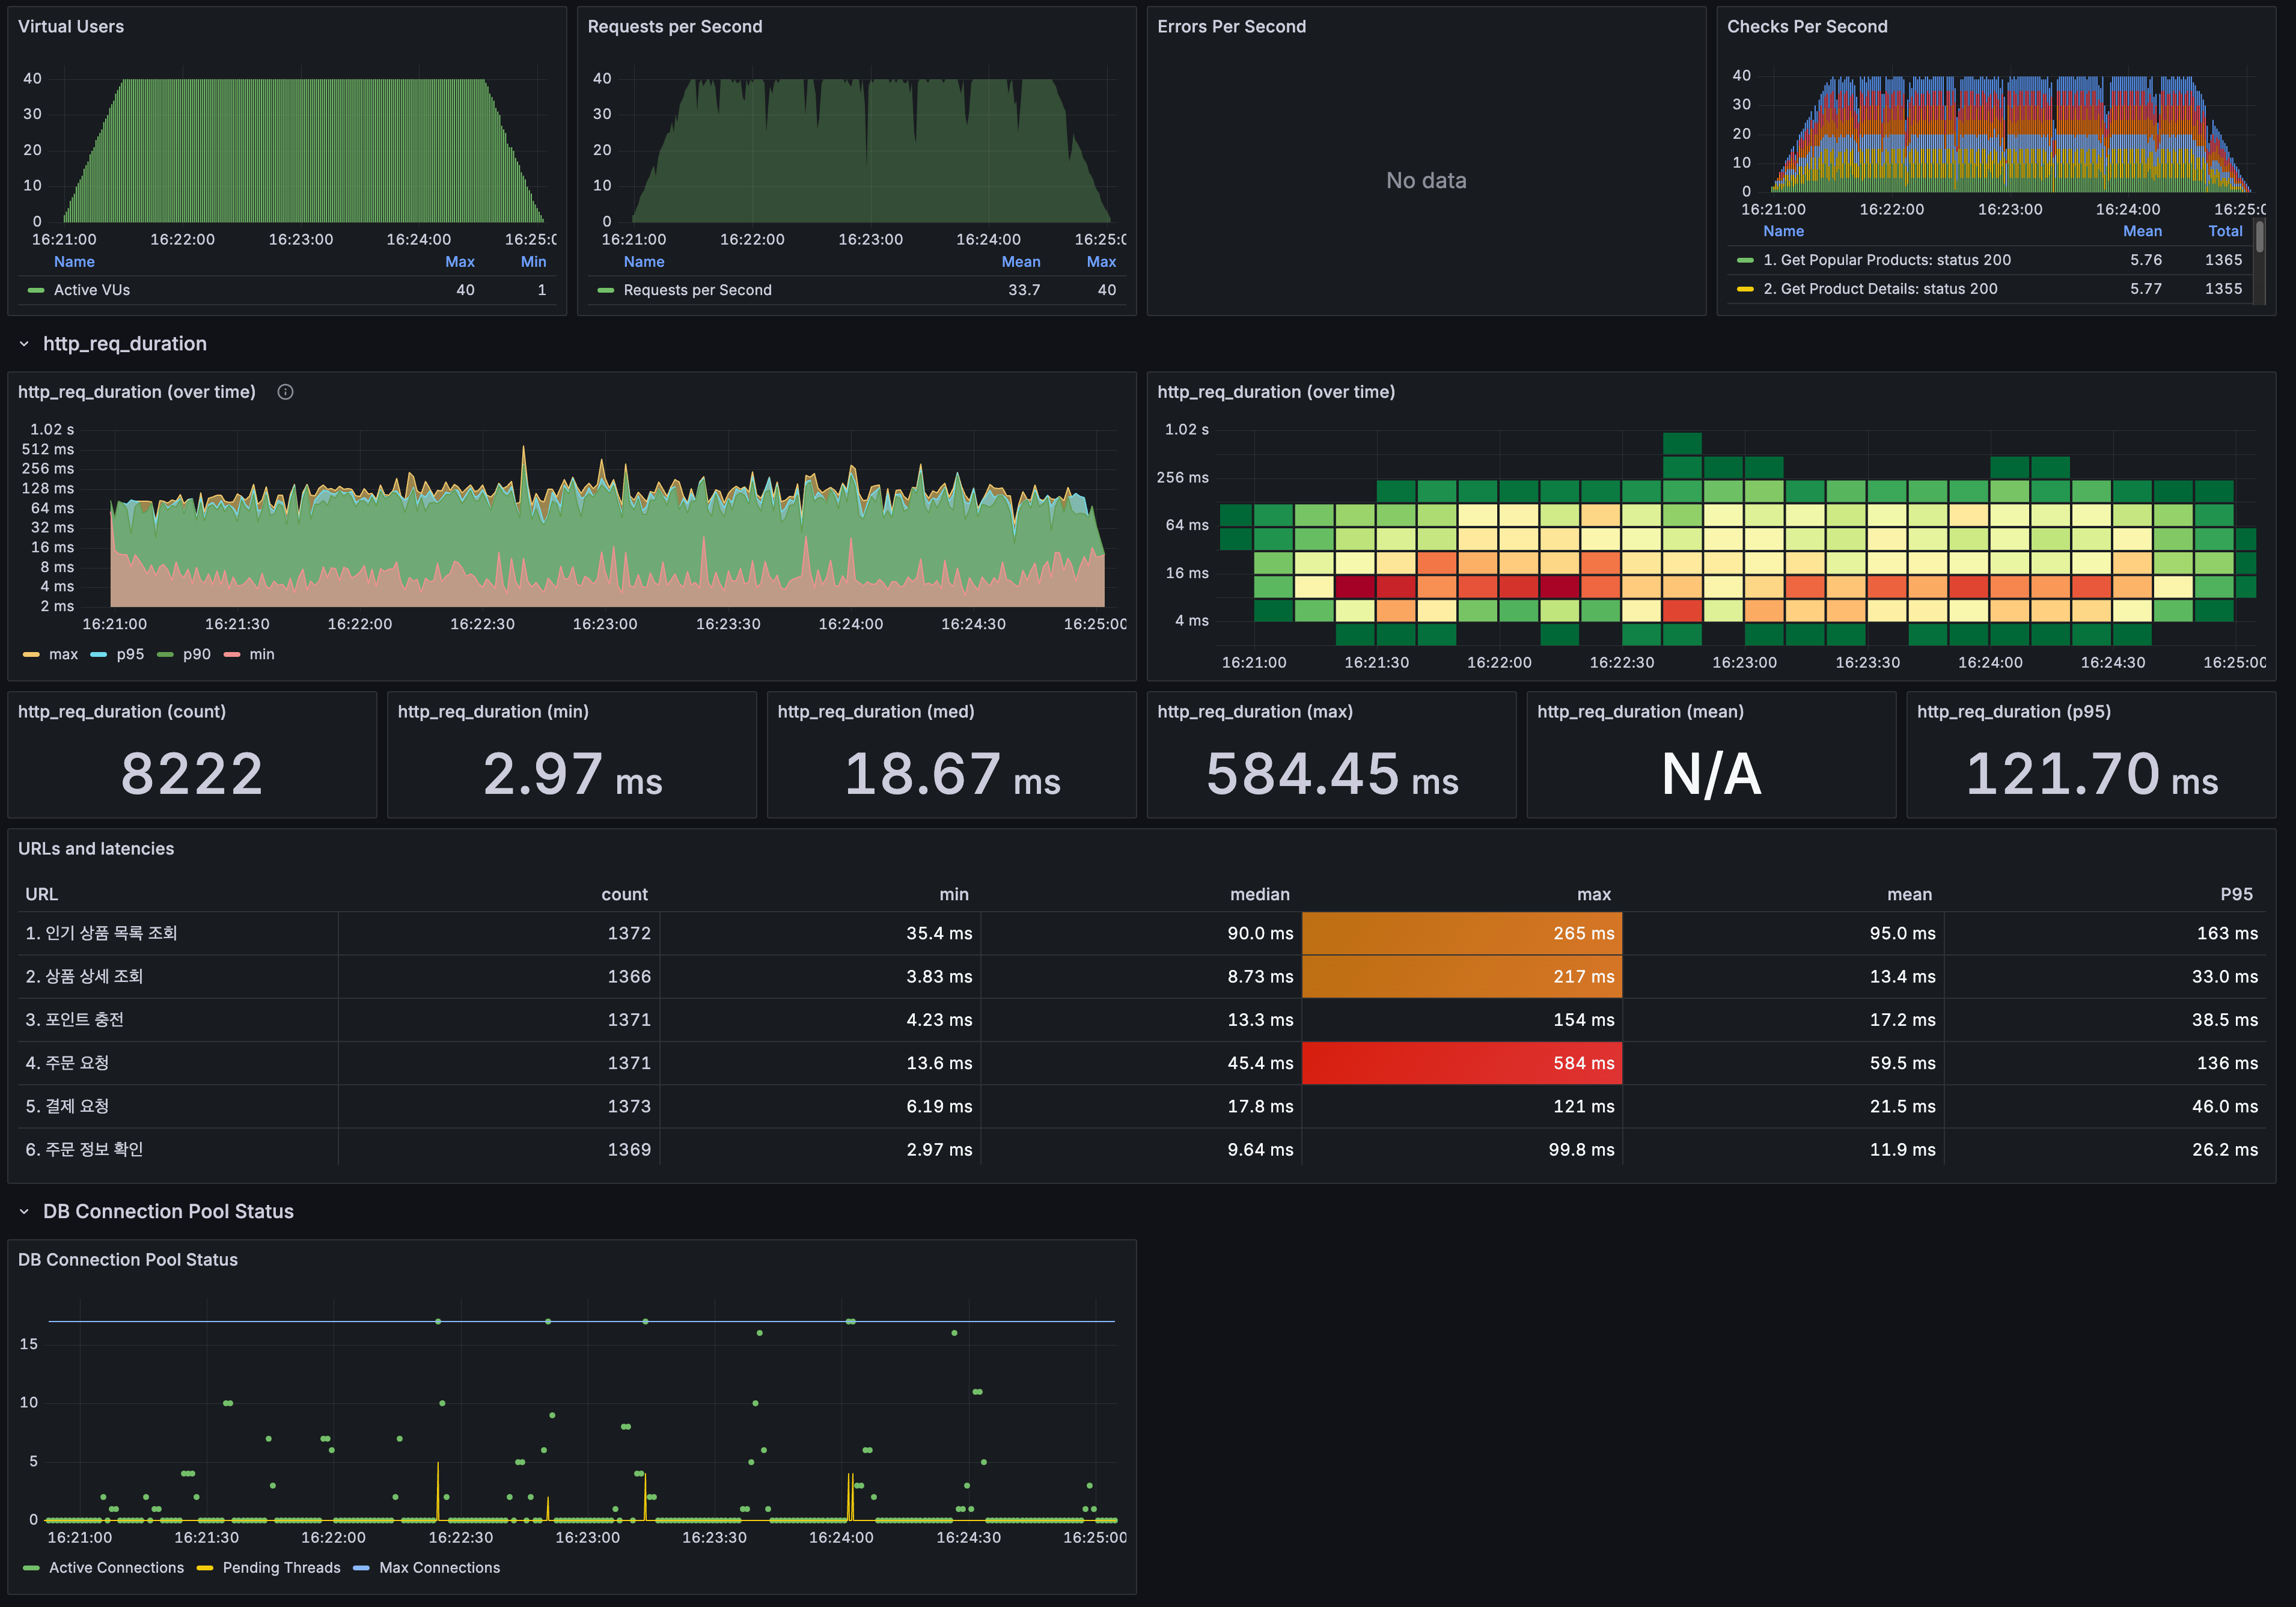 Virtual Users
40
30
20
10
0
16:21:00 16:22:00 16:23:00 16:24:00 16:25:0
Name Max Min
Active VUs 40 1
Requests per Second
40
30
20
10
0
16:21:00 16:22:00 16:23:00 16:24:00 16:25:0
Name Mean Max
Requests per Second 33.7 40
Errors Per Second
No data
Checks Per Second
40
30
20
10
0
16:21:00 16:22:00 16:23:00 16:24:00 16:25:0
Name Mean Total
1. Get Popular Products: status 200 5.76 1365
2. Get Product Details: status 200 5.77 1355
http_req_duration
http_req_duration (over time)
1.02 s
512 ms
256 ms
128 ms
64 ms
32 ms
16 ms
8 ms
4 ms
2 ms
16:21:00 16:21:30 16:22:00 16:22:30 16:23:00 16:23:30 16:24:00 16:24:30 16:25:00
max p95 p90 min
http_req_duration (over time)
1.02 s
256 ms
64 ms
16 ms
4 ms
16:21:00 16:21:30 16:22:00 16:22:30 16:23:00 16:23:30 16:24:00 16:24:30 16:25:00
http_req_duration (count)
8222
http_req_duration (min)
2.97 ms
http_req_duration (med)
18.67 ms
http_req_duration (max)
584.45 ms
http_req_duration (mean)
N/A
http_req_duration (p95)
121.70 ms
URLs and latencies
URL count min median max mean P95
1. 인기 상품 목록 조회 1372 35.4 ms 90.0 ms 265 ms 95.0 ms 163 ms
2. 상품 상세 조회 1366 3.83 ms 8.73 ms 217 ms 13.4 ms 33.0 ms
3. 포인트 충전 1371 4.23 ms 13.3 ms 154 ms 17.2 ms 38.5 ms
4. 주문 요청 1371 13.6 ms 45.4 ms 584 ms 59.5 ms 136 ms
5. 결제 요청 1373 6.19 ms 17.8 ms 121 ms 21.5 ms 46.0 ms
6. 주문 정보 확인 1369 2.97 ms 9.64 ms 99.8 ms 11.9 ms 26.2 ms
DB Connection Pool Status
DB Connection Pool Status
15
10
5
0
16:21:00 16:21:30 16:22:00 16:22:30 16:23:00 16:23:30 16:24:00 16:24:30 16:25:00
Active Connections Pending Threads Max Connections